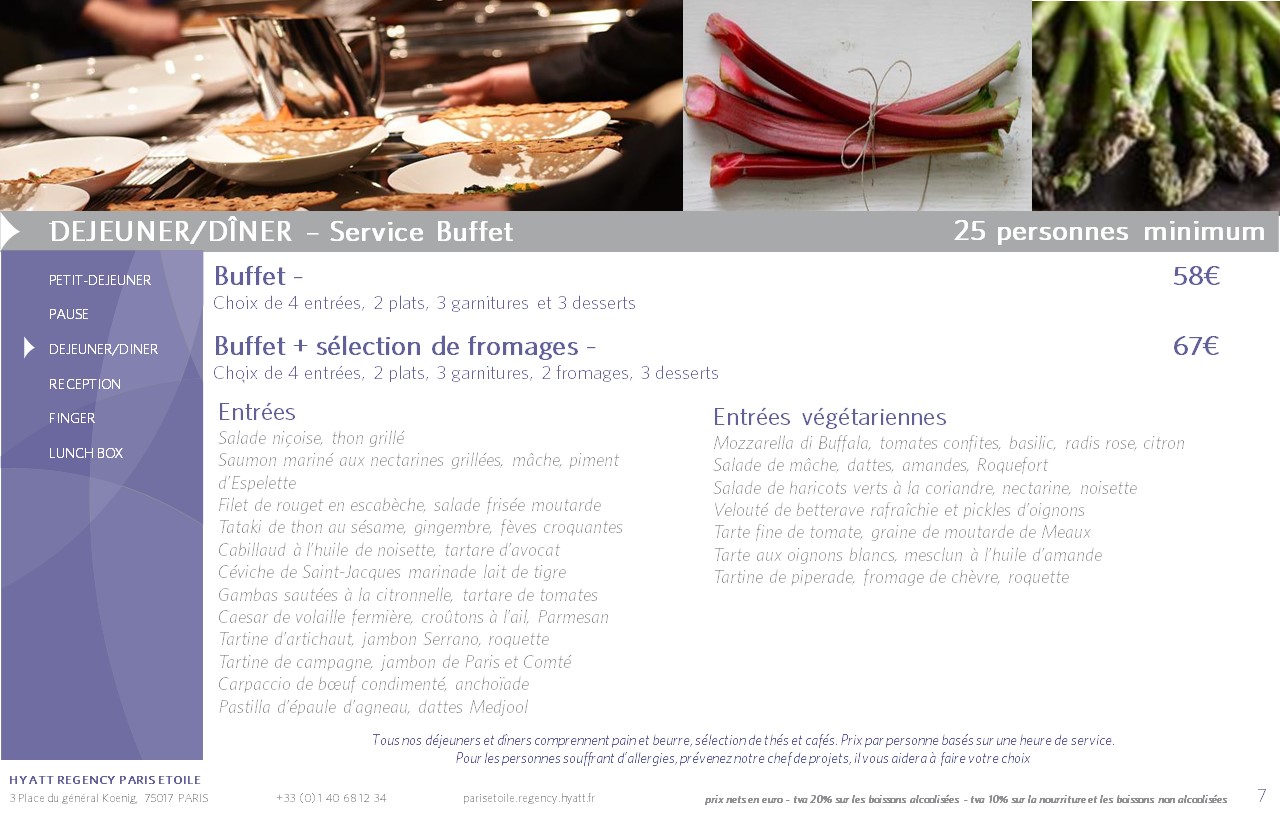 DEJEUNER/DÎNER – Service Buffet 25 personnes minimum
PETIT-DEJEUNER
PAUSE
DEJEUNER/DINER
RECEPTION
FINGER
LUNCH BOX
Buffet - 58€
Choix de 4 entrées, 2 plats, 3 garnitures et 3 desserts
Buffet + sélection de fromages - 67€
Choix de 4 entrées, 2 plats, 3 garnitures, 2 fromages, 3 desserts
Entrées
Salade niçoise, thon grillé
Saumon mariné aux nectarines grillées, mâche, piment
d’Espelette
Filet de rouget en escabèche, salade frisée moutarde
Tataki de thon au sésame, gingembre, fèves croquantes
Cabillaud à l’huile de noisette, tartare d’avocat
Céviche de Saint-Jacques marinade lait de tigre
Gambas sautées à la citronnelle, tartare de tomates
Caesar de volaille fermière, croûtons à l’ail, Parmesan
Tartine d’artichaut, jambon Serrano, roquette
Tartine de campagne, jambon de Paris et Comté
Carpaccio de bœuf condimenté, anchoïade
Pastilla d’épaule d’agneau, dattes Medjool
Entrées végétariennes
Mozzarella di Buffala, tomates confites, basilic, radis rose, citron
Salade de mâche, dattes, amandes, Roquefort
Salade de haricots verts à la coriandre, nectarine, noisette
Velouté de betterave rafraîchie et pickles d’oignons
Tarte fine de tomate, graine de moutarde de Meaux
Tarte aux oignons blancs, mesclun à l’huile d’amande
Tartine de piperade, fromage de chèvre, roquette
Tous nos déjeuners et dîners comprennent pain et beurre, sélection de thés et cafés. Prix par personne basés sur une heure de service.
Pour les personnes souffrant d’allergies, prévenez notre chef de projets, il vous aidera à faire votre choix
HYATT REGENCY PARIS ETOILE
3 Place du général Koenig, 75017 PARIS +33 (0) 1 40 68 12 34 parisetoile.regency.hyatt.fr prix nets en euro – tva 20% sur les boissons alcoolisées – tva 10% sur la nourriture et les boissons non alcoolisées 7